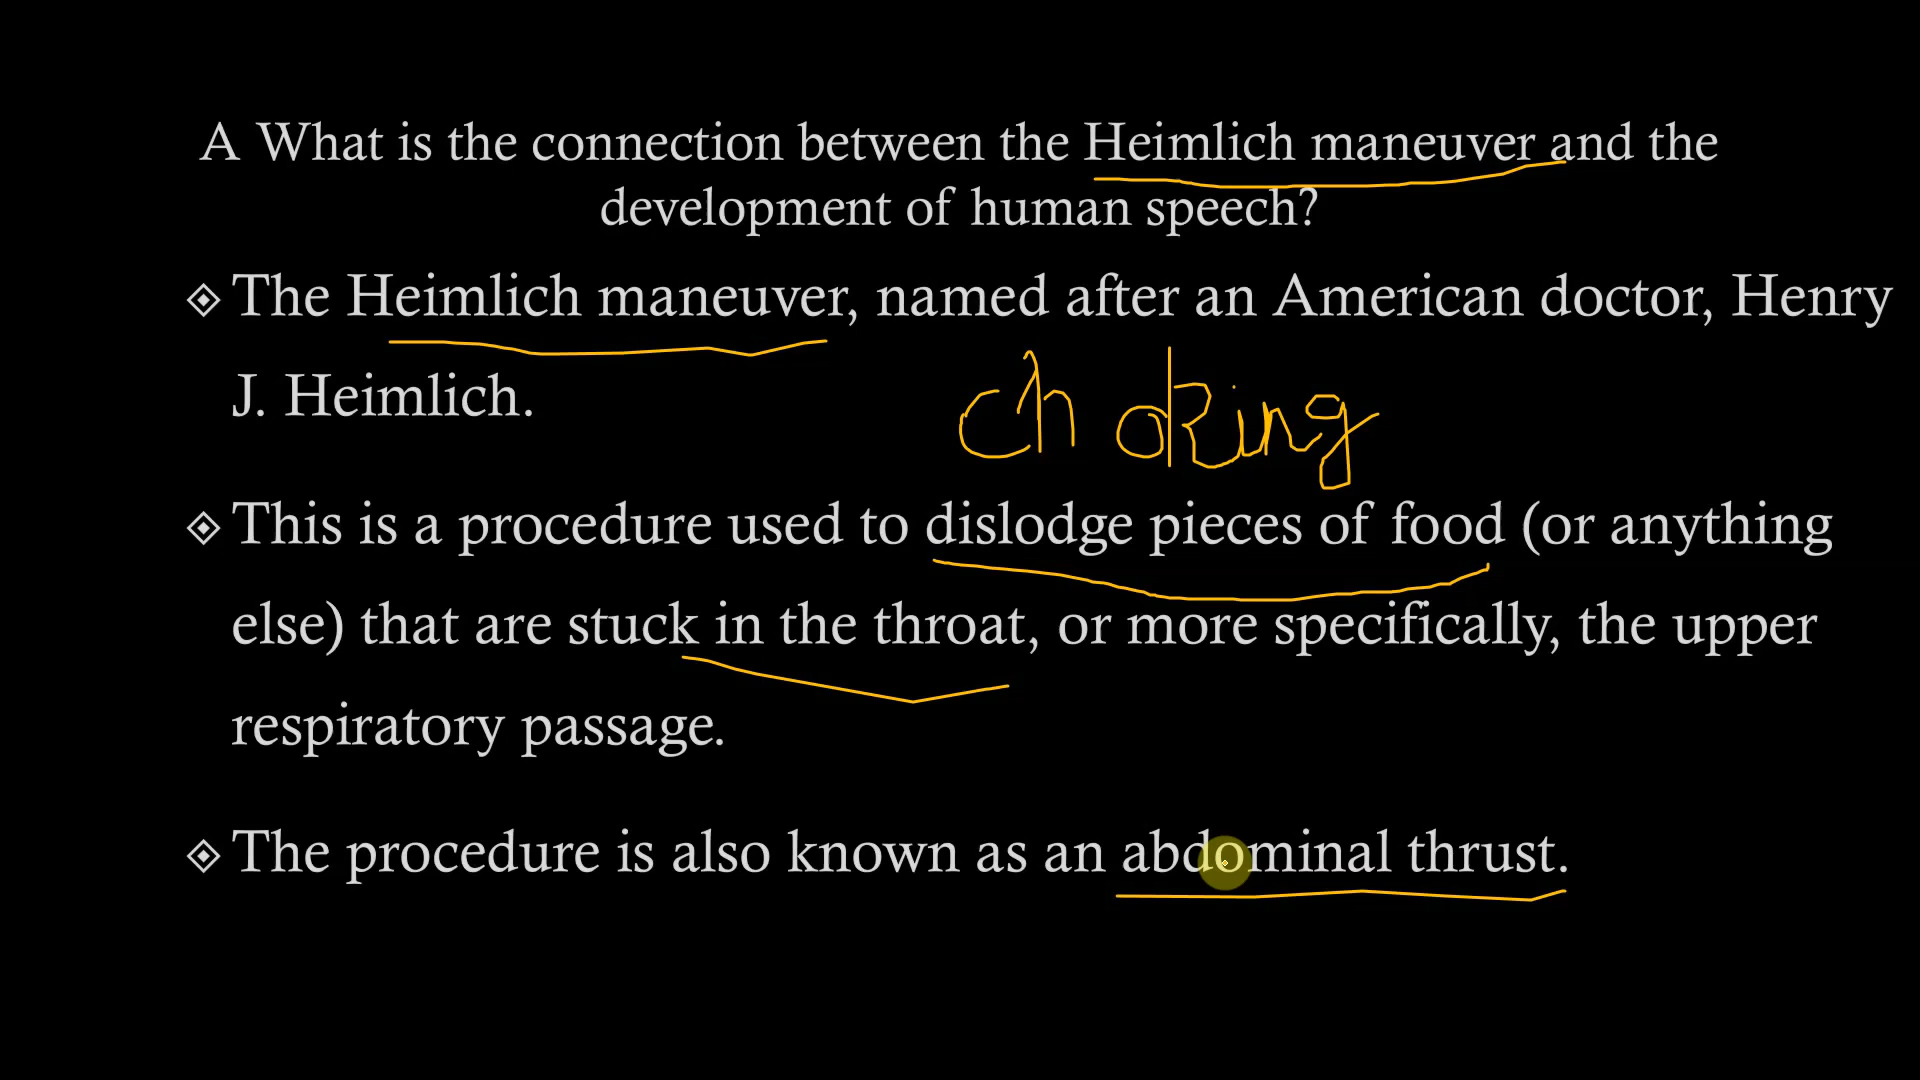 A What is the connection between the Heimlich maneuver and the
development of human speech?
The Heimlich maneuver, named after an American doctor, Henry
J. Heimlich.
choking
This is a procedure used to dislodge pieces of food (or anything
else) that are stuck in the throat, or more specifically, the upper
respiratory passage.
The procedure is also known as an abdominal thrust.